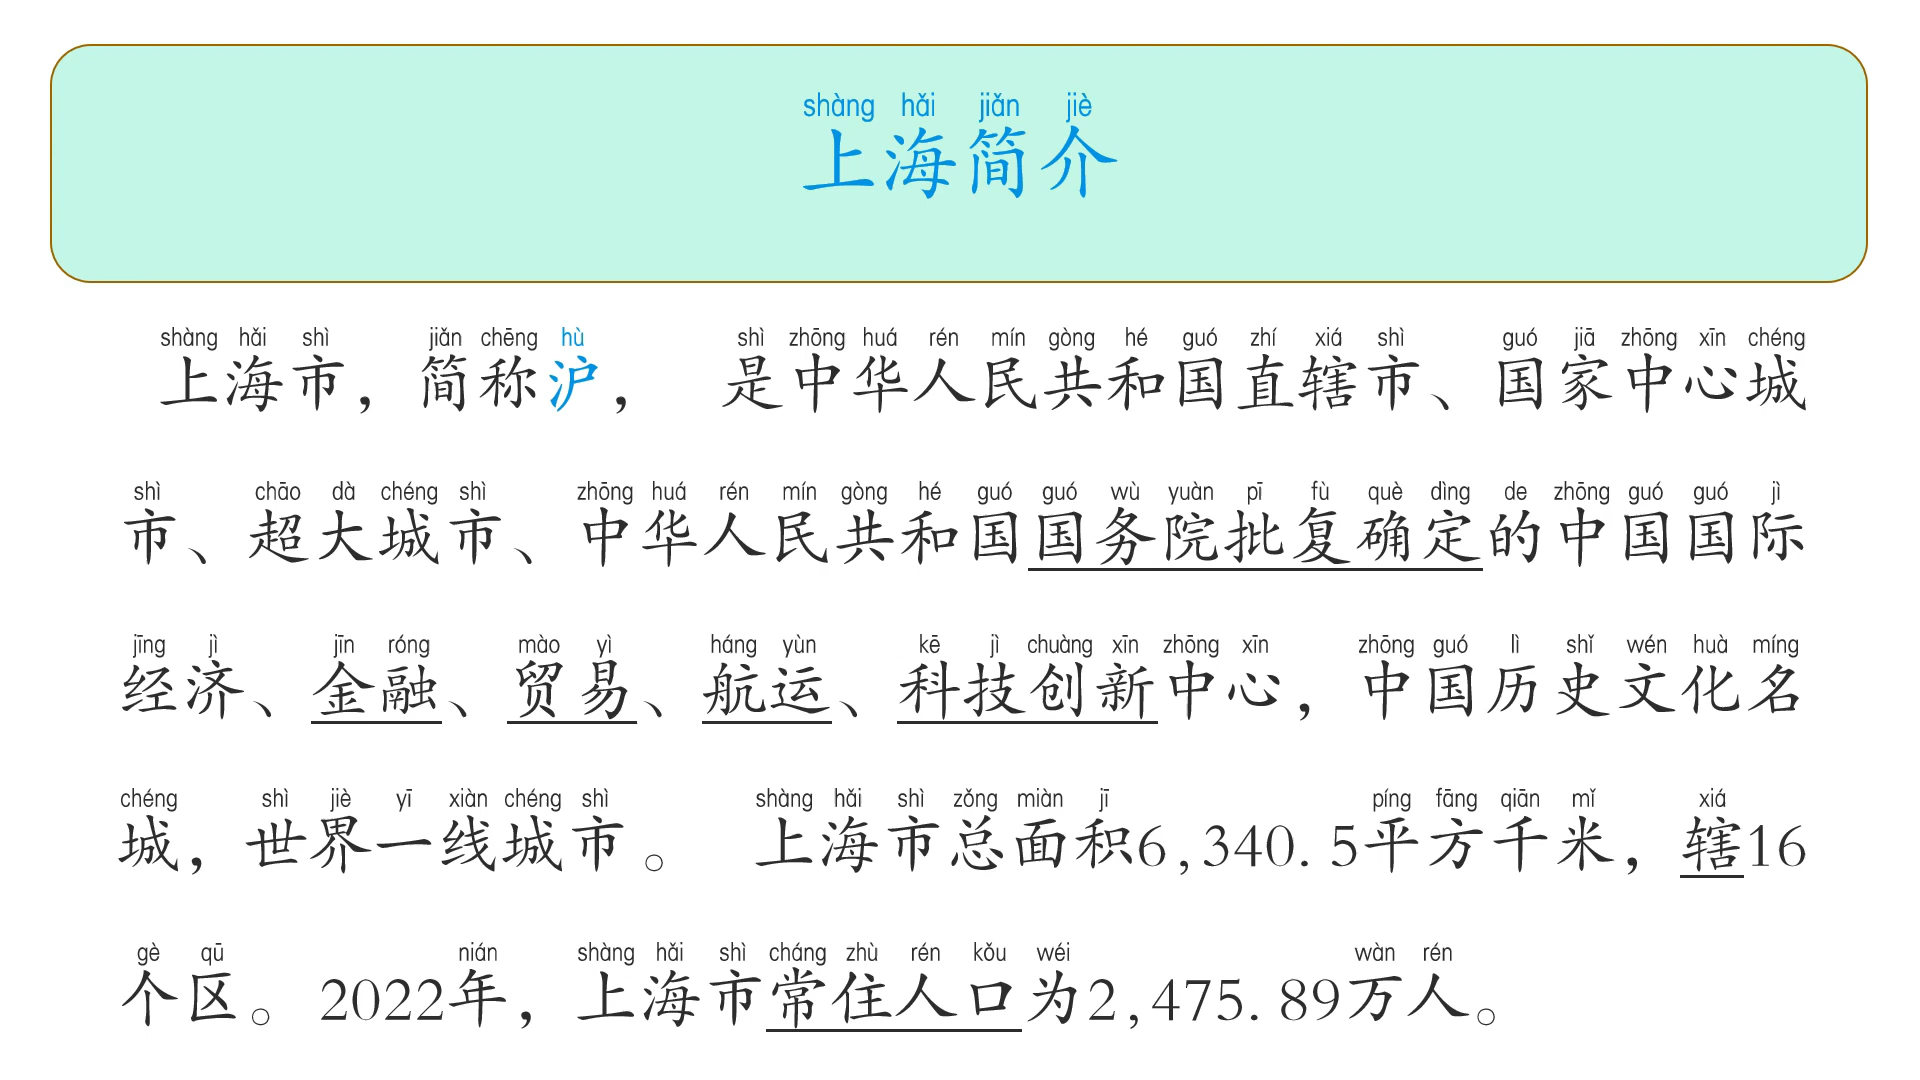 shàng hǎi jiǎn jiè
上海简介
shàng hǎi shì jiǎn chēng hù shì zhōng huá rén mín gòng hé guó zhí xiá shì guó jiā zhōng xīn chéng
上海市，简称沪，是中华人民共和国直辖市、国家中心城
shì chāo dà chéng shì zhōng huá rén mín gòng hé guó guó wù yuàn pī fù què dìng de zhōng guó guó jì
市、超大城市、中华人民共和国国务院批复确定的中国国际
jīng jì jīn róng mào yì háng yùn kē jì chuàng xīn zhōng xīn zhōng guó lì shǐ wén huà míng
经济、金融、贸易、航运、科技创新中心，中国历史文化名
chéng shì jiè yī xiàn chéng shì shàng hǎi shì zǒng miàn jī píng fāng qiān mǐ xiá
城，世界一线城市。上海市总面积6,340.5平方千米，辖16
gè qū nián shàng hǎi shì cháng zhù rén kǒu wéi wàn rén
个区。2022年，上海市常住人口为2,475.89万人。